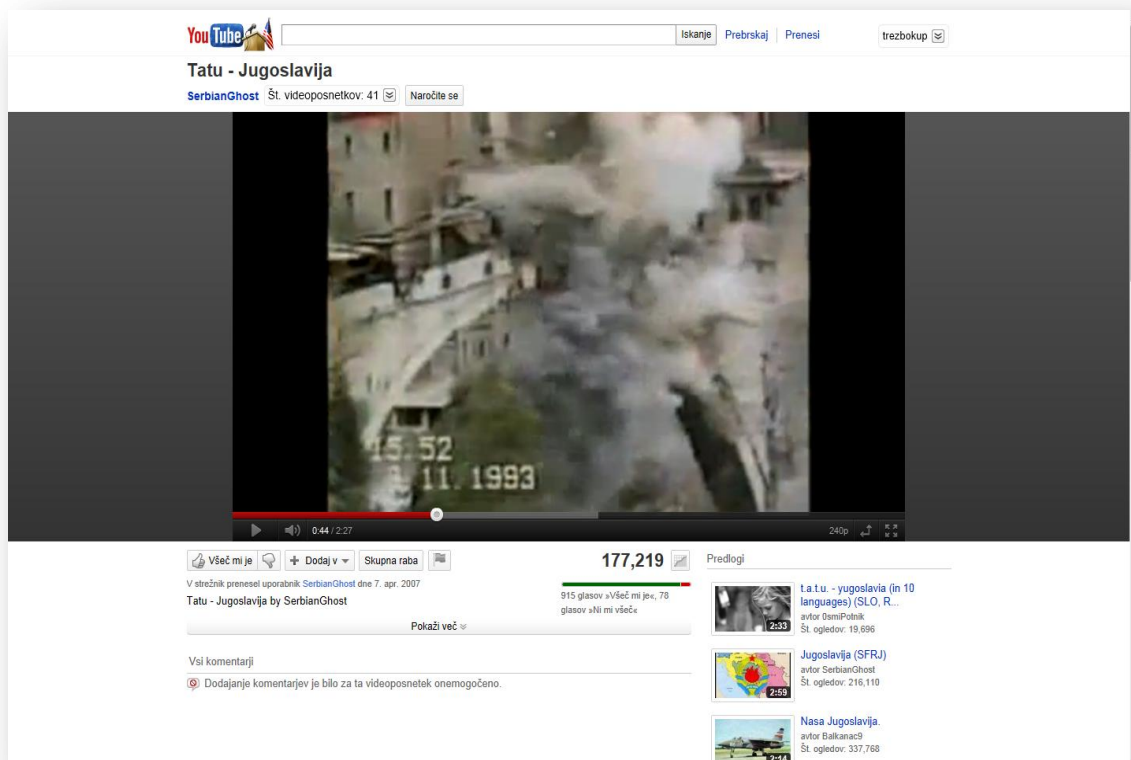 YouTube
Iskanje
Prebrskaj
Prenesi
trezbokup
Tatu - Jugoslavija
SerbianGhost Št. videoposnetkov: 41 Naročite se
15:52
11. 1993
0:44 / 2:27
240p
Všeč mi je
Dodaj v
Skupna raba
177,219
V strežnik prenesel uporabnik SerbianGhost dne 7. apr. 2007
Tatu - Jugoslavija by SerbianGhost
915 glasov »Všeč mi je«, 78
glasov »Ni mi všeč«
Pokaži več
Vsi komentarji
Dodajanje komentarjev je bilo za ta videoposnetek onemogočeno.
Predlogi
2:33
t.a.t.u. - yugoslavia (in 10
languages) (SLO, R...
avtor 0smiPotnik
Št. ogledov: 19,696
2:59
Jugoslavija (SFRJ)
avtor SerbianGhost
Št. ogledov: 216,110
2:14
Nasa Jugoslavija.
avtor Balkanac9
Št. ogledov: 337,768